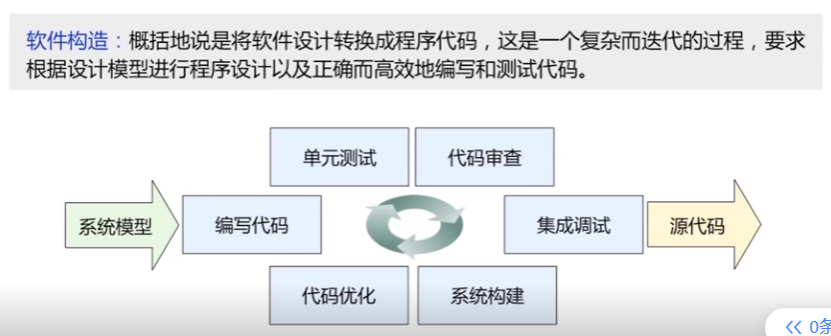 软件构造：概括地说是将软件设计转换成程序代码，这是一个复杂而迭代的过程，要求
根据设计模型进行程序设计以及正确而高效地编写和测试代码。
单元测试
代码审查
系统模型
编写代码
集成调试
源代码
代码优化
系统构建
0条